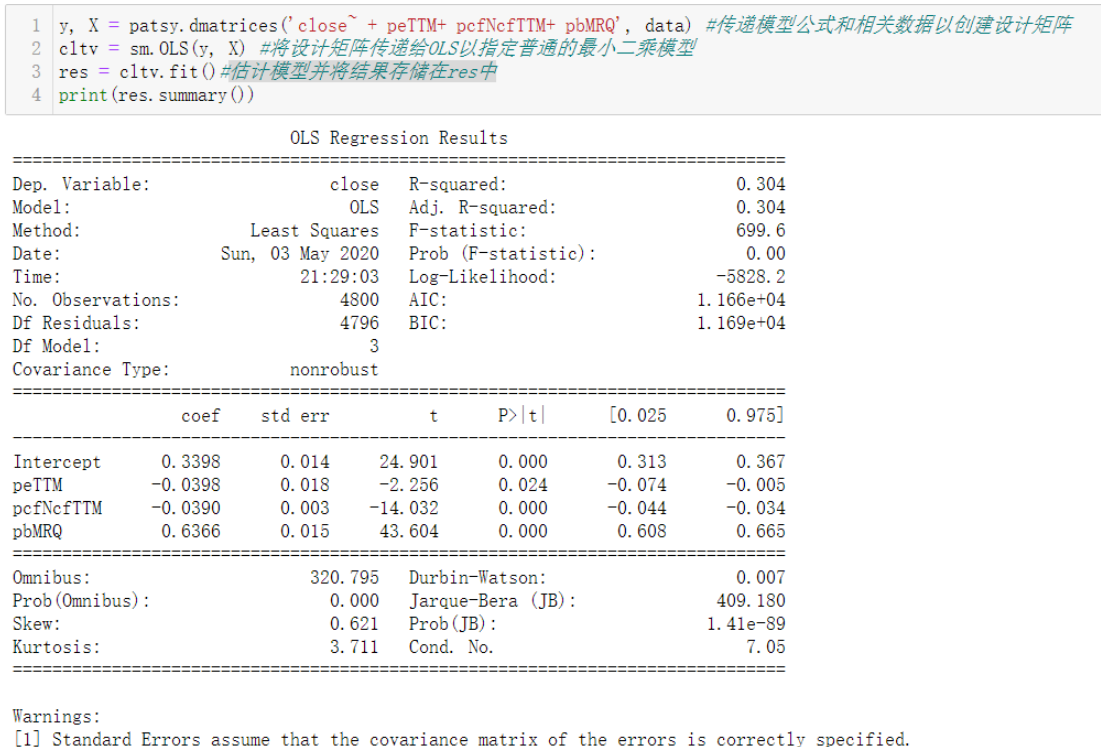 1 y, X = patsy.dmatrices('close~ + peTTM+ pcfNcfTTM+ pbMRQ', data) #传递模型公式和相关数据以创建设计矩阵
2 cltv = sm.OLS(y, X) #将设计矩阵传递给OLS以指定普通的最小二乘模型
3 res = cltv.fit()#估计模型并将结果存储在res中
4 print(res.summary())
OLS Regression Results
Dep. Variable: close R-squared: 0.304
Model: OLS Adj. R-squared: 0.304
Method: Least Squares F-statistic: 699.6
Date: Sun, 03 May 2020 Prob (F-statistic): 0.00
Time: 21:29:03 Log-Likelihood: -5828.2
No. Observations: 4800 AIC: 1.166e+04
Df Residuals: 4796 BIC: 1.169e+04
Df Model: 3
Covariance Type: nonrobust
coef std err t P>|t| [0.025 0.975]
Intercept 0.3398 0.014 24.901 0.000 0.313 0.367
peTTM -0.0398 0.018 -2.256 0.024 -0.074 -0.005
pcfNcfTTM -0.0390 0.003 -14.032 0.000 -0.044 -0.034
pbMRQ 0.6366 0.015 43.604 0.000 0.608 0.665
Omnibus: 320.795 Durbin-Watson: 0.007
Prob(Omnibus): 0.000 Jarque-Bera (JB): 409.180
Skew: 0.621 Prob(JB): 1.41e-89
Kurtosis: 3.711 Cond. No. 7.05
Warnings:
[1] Standard Errors assume that the covariance matrix of the errors is correctly specified.